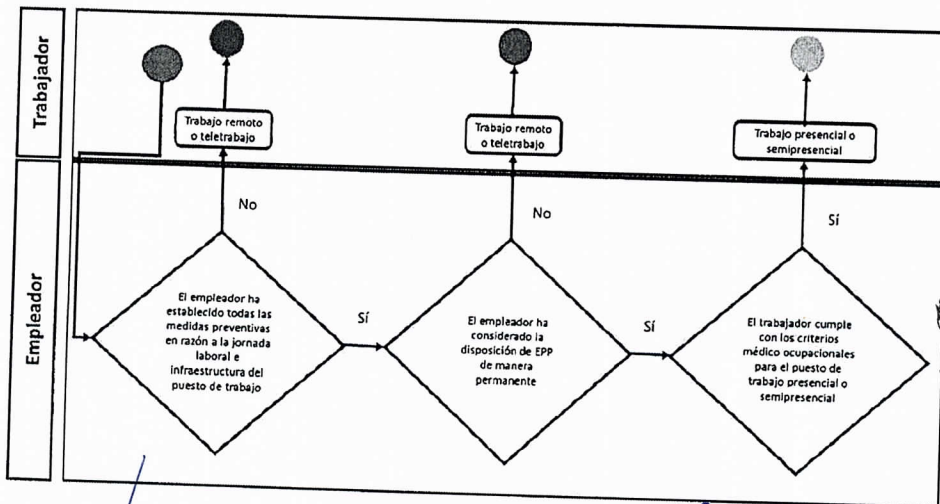 Trabajador
Trabajo remoto
o teletrabajo
Trabajo remoto
o teletrabajo
Trabajo presencial o
semipresencial
Empleador
No
No
Sí
El empleador ha
establecido todas las
medidas preventivas
en razón a la jornada
laboral e
infraestructura del
puesto de trabajo
Sí
El empleador ha
considerado la
disposición de EPP
de manera
permanente
Sí
El trabajador cumple
con los criterios
médico ocupacionales
para el puesto de
trabajo presencial o
semipresencial